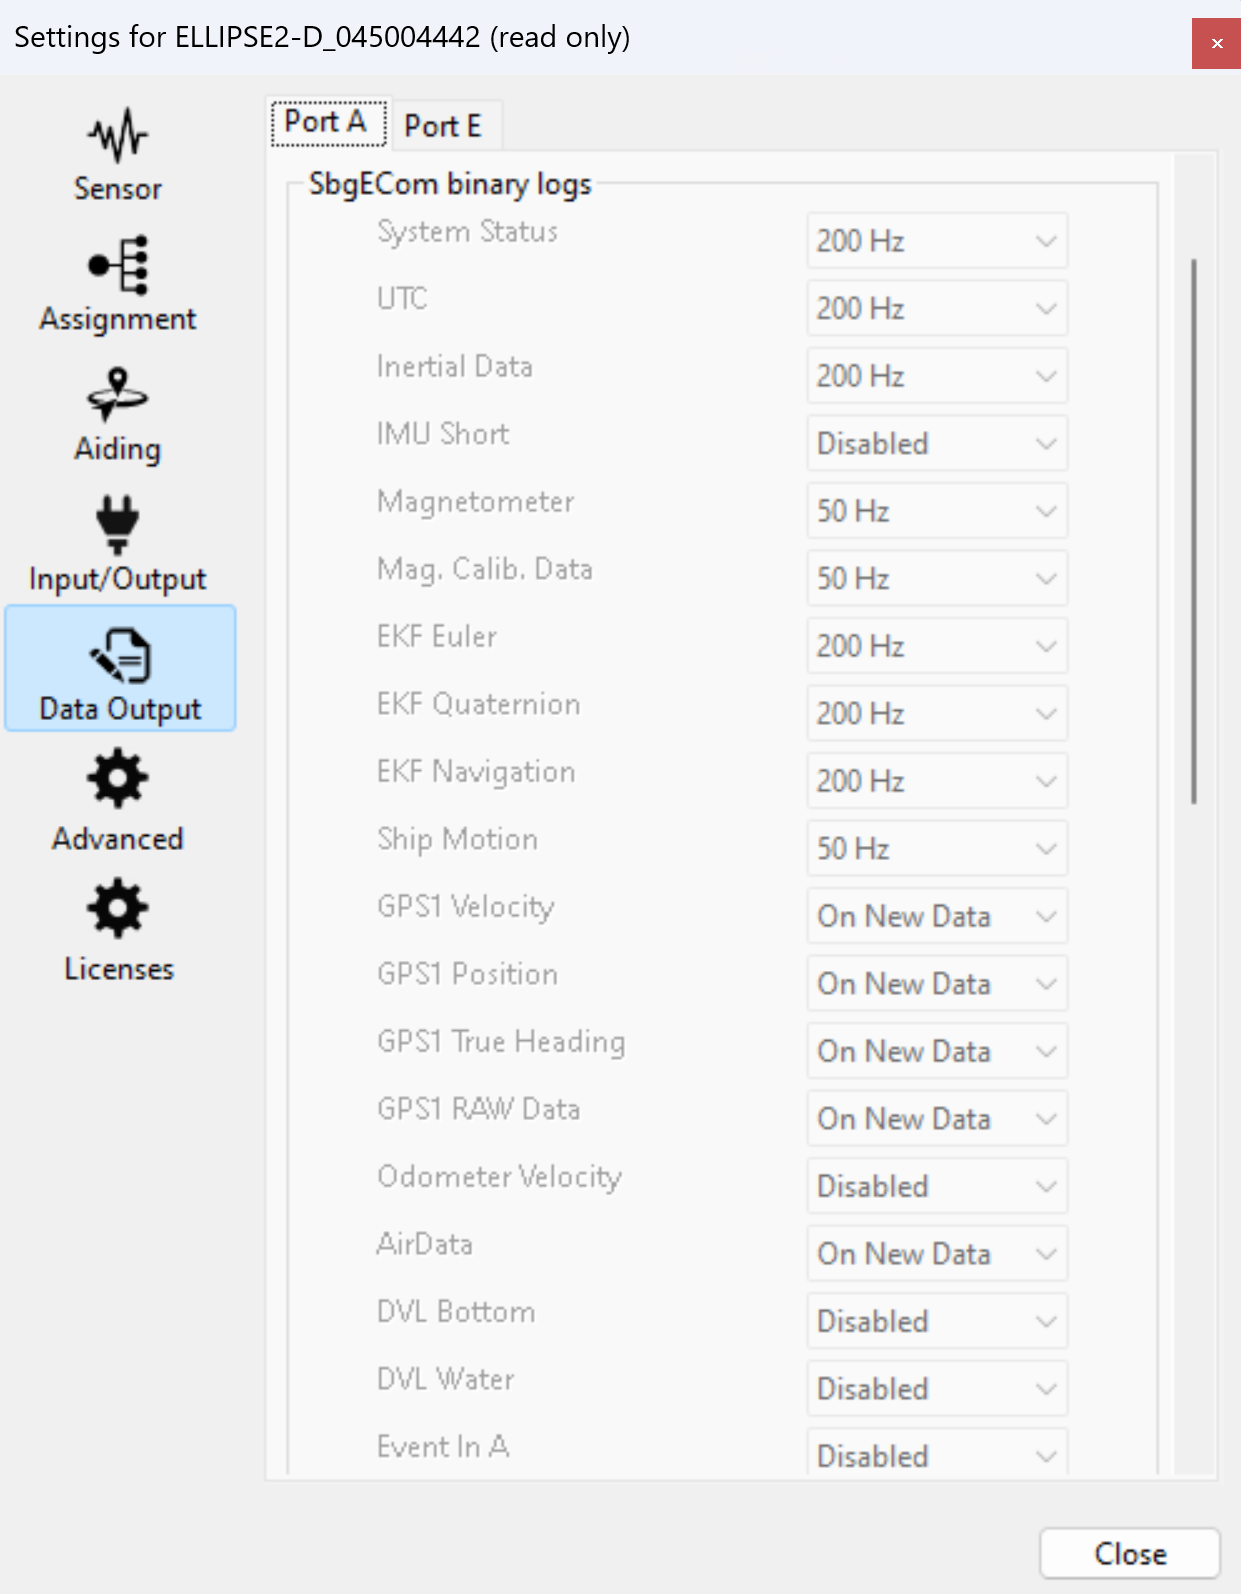 Settings for ELLIPSE2-D_045004442 (read only)
×
Sensor
Assignment
Aiding
Input/Output
Data Output
Advanced
Licenses
Port A
Port E
SbgECom binary logs
System Status 200 Hz
UTC 200 Hz
Inertial Data 200 Hz
IMU Short Disabled
Magnetometer 50 Hz
Mag. Calib. Data 50 Hz
EKF Euler 200 Hz
EKF Quaternion 200 Hz
EKF Navigation 200 Hz
Ship Motion 50 Hz
GPS1 Velocity On New Data
GPS1 Position On New Data
GPS1 True Heading On New Data
GPS1 RAW Data On New Data
Odometer Velocity Disabled
AirData On New Data
DVL Bottom Disabled
DVL Water Disabled
Event In A Disabled
Close